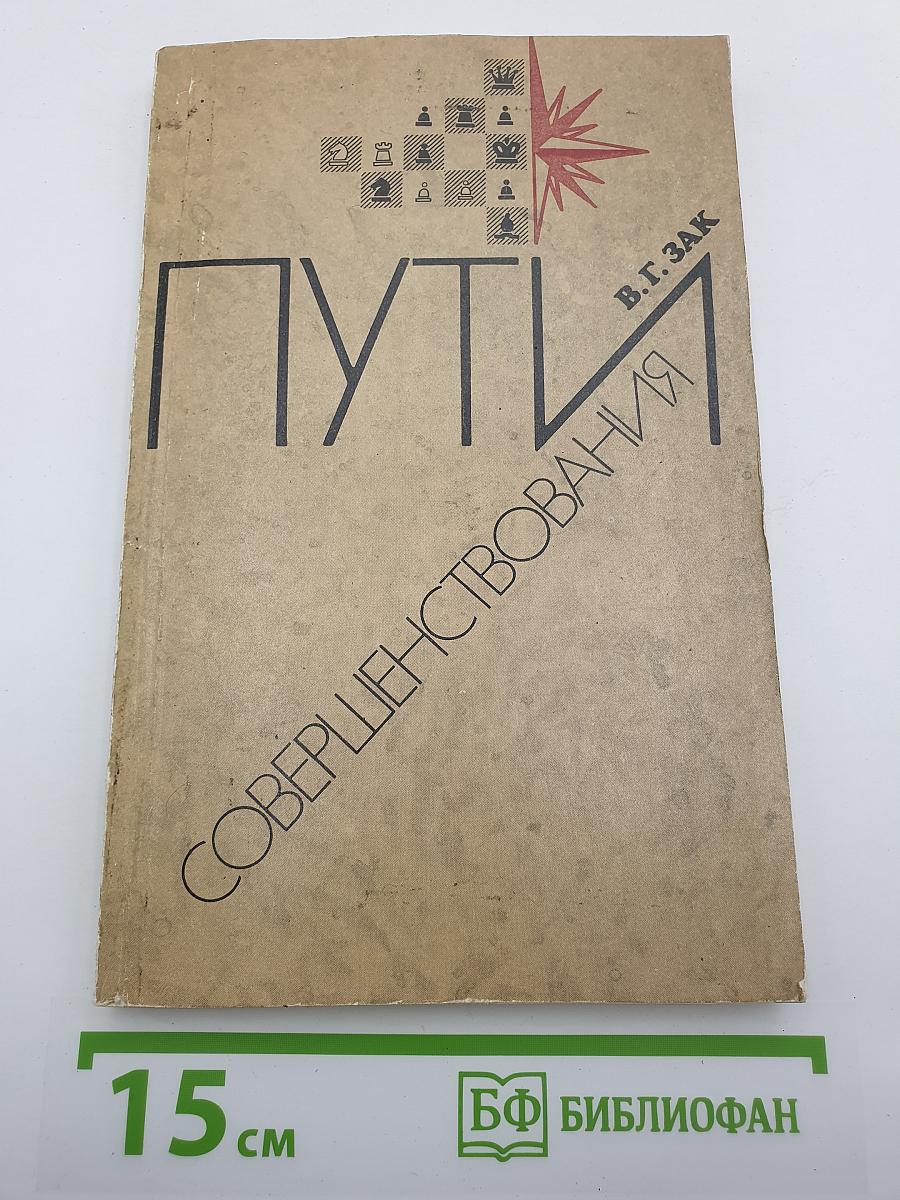 В. Г. ЗАК
ПУТИ
СОВЕРШЕНСТВОВАНИЯ
15 см
БФ БИБЛИОФАН